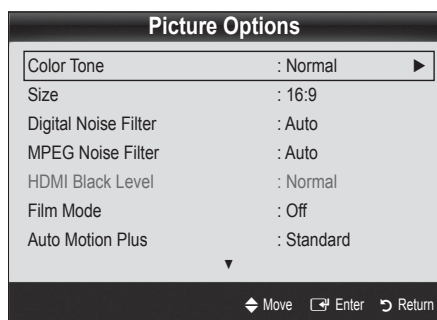 Picture Options
Color Tone : Normal ▶
Size : 16:9
Digital Noise Filter : Auto
MPEG Noise Filter : Auto
HDMI Black Level : Normal
Film Mode : Off
Auto Motion Plus : Standard
▼
Move Enter Return